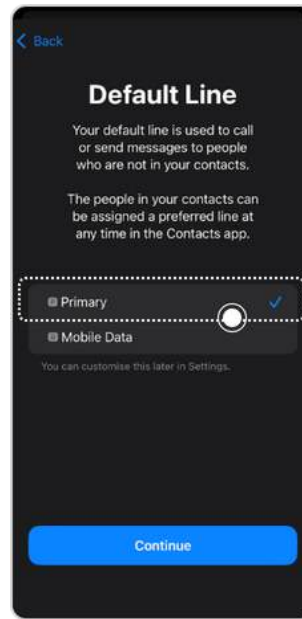 Back
Default Line
Your default line is used to call
or send messages to people
who are not in your contacts.
The people in your contacts can
be assigned a preferred line at
any time in the Contacts app.
Primary
Mobile Data
You can customise this later in Settings.
Continue